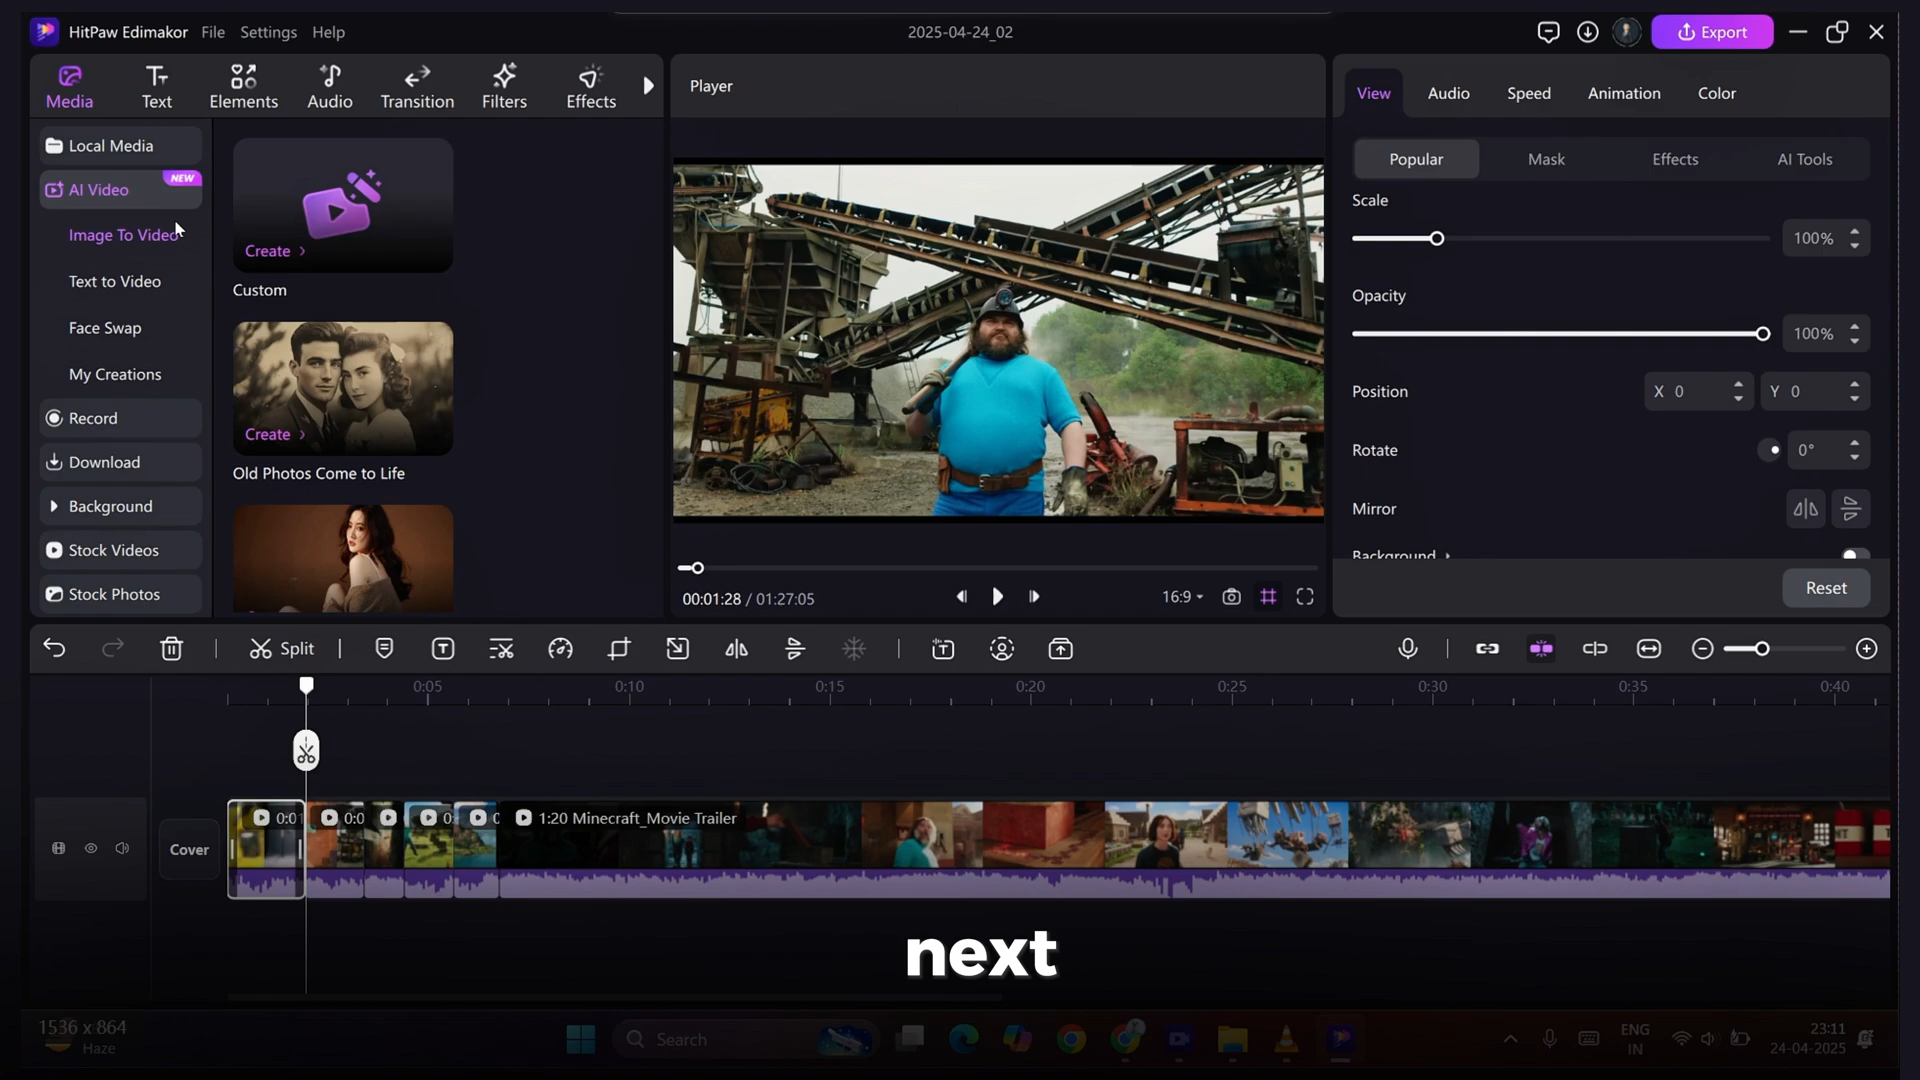 HitPaw Edimakor File Settings Help
2025-04-24_02
Export
Media Text Elements Audio Transition Filters Effects
Local Media
AI Video NEW
Image To Video
Text to Video
Face Swap
My Creations
Record
Download
Background
Stock Videos
Stock Photos
Create >
Custom
Create >
Old Photos Come to Life
Player
00:01:28 / 01:27:05
16:9
View Audio Speed Animation Color
Popular Mask Effects AI Tools
Scale
100%
Opacity
100%
Position X 0 Y 0
Rotate 0°
Mirror
Background
Reset
Split
0:05 0:10 0:15 0:20 0:25 0:30 0:35 0:40
Cover
0:01 0:0 0: 1:20 Minecraft_Movie Trailer
next
1536 x 864
Haze
Search
ENG
IN
23:11
24-04-2025